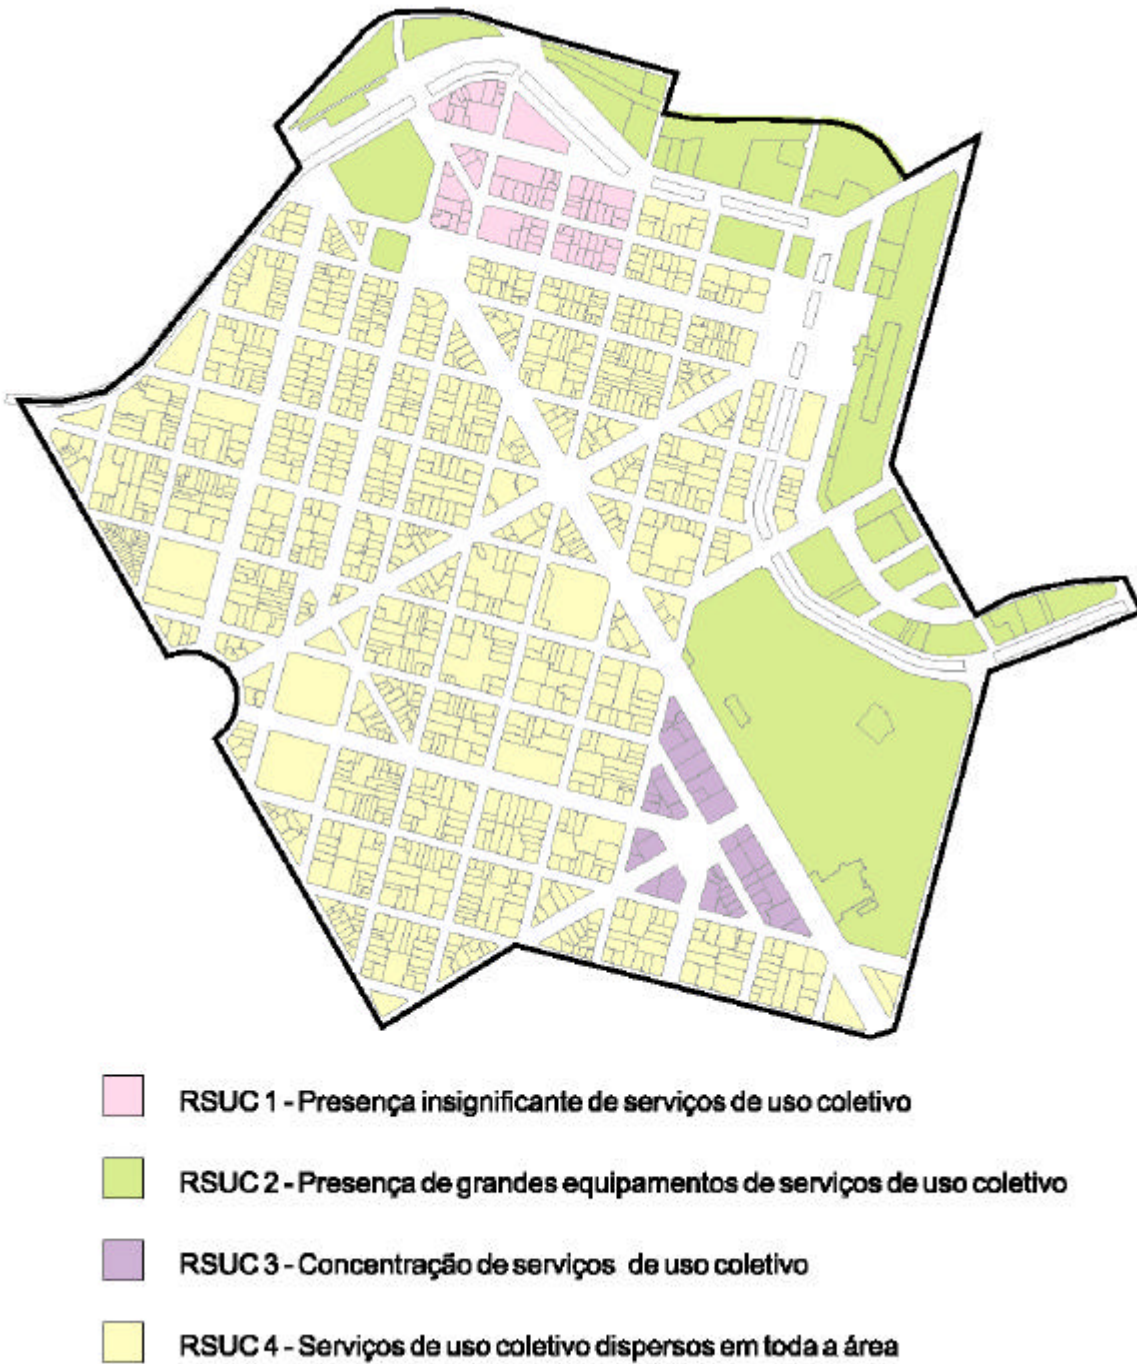 RSUC 1 - Presença insignificante de serviços de uso coletivo
RSUC 2 - Presença de grandes equipamentos de serviços de uso coletivo
RSUC 3 - Concentração de serviços de uso coletivo
RSUC 4 - Serviços de uso coletivo dispersos em toda a área